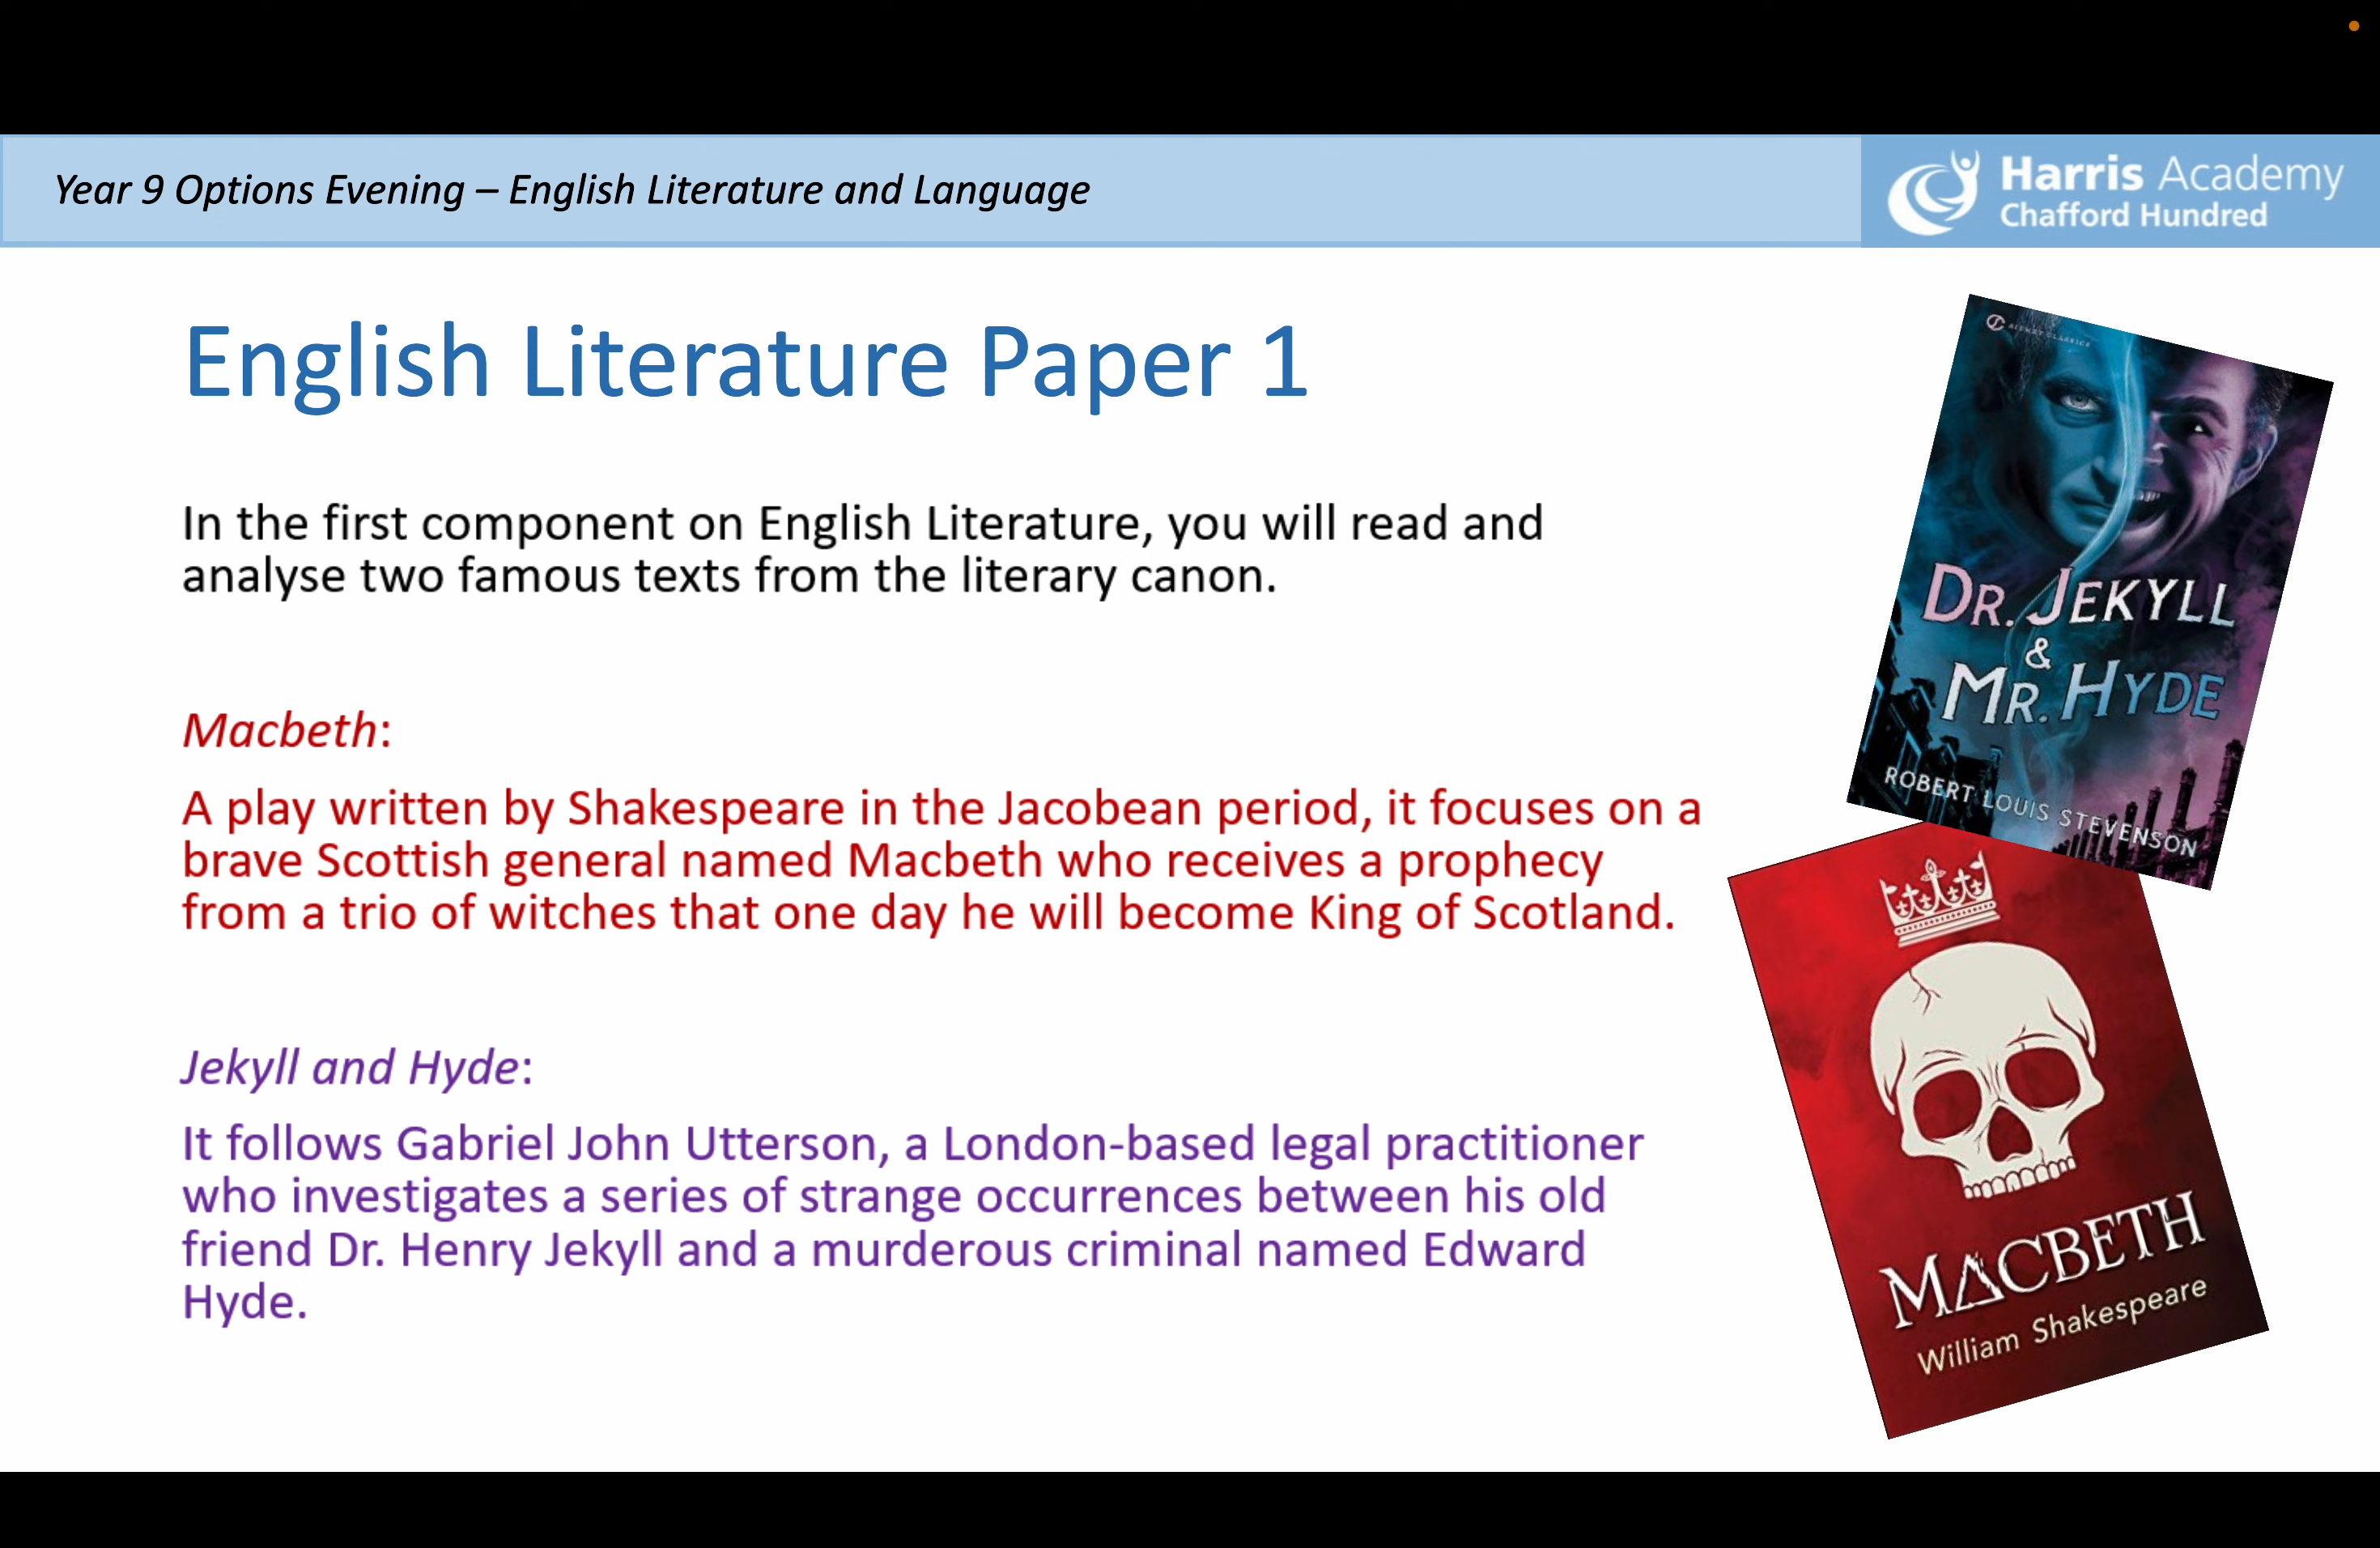 Year 9 Options Evening – English Literature and Language
Harris Academy
Chafford Hundred
English Literature Paper 1
In the first component on English Literature, you will read and
analyse two famous texts from the literary canon.
Macbeth:
A play written by Shakespeare in the Jacobean period, it focuses on a
brave Scottish general named Macbeth who receives a prophecy
from a trio of witches that one day he will become King of Scotland.
Jekyll and Hyde:
It follows Gabriel John Utterson, a London-based legal practitioner
who investigates a series of strange occurrences between his old
friend Dr. Henry Jekyll and a murderous criminal named Edward
Hyde.
DR. JEKYLL
&
MR. HYDE
ROBERT LOUIS STEVENSON
MACBETH
William Shakespeare